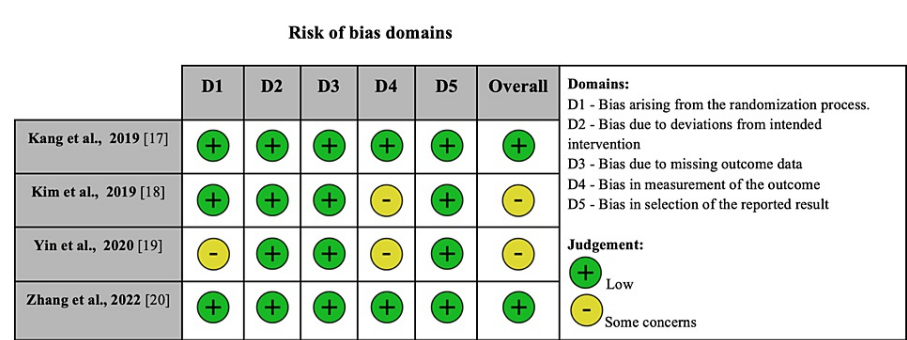 Risk of bias domains
D1 D2 D3 D4 D5 Overall
Kang et al., 2019 [17] + + + + + +
Kim et al., 2019 [18] + + + - + -
Yin et al., 2020 [19] - + + - + -
Zhang et al., 2022 [20] + + + + + +
Domains:
D1 - Bias arising from the randomization process.
D2 - Bias due to deviations from intended
intervention
D3 - Bias due to missing outcome data
D4 - Bias in measurement of the outcome
D5 - Bias in selection of the reported result
Judgement:
+ Low
- Some concerns